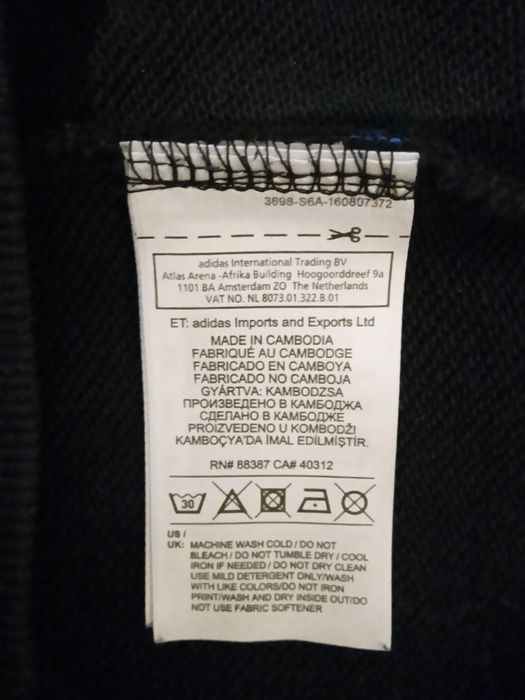 3698-S6A-160807372
adidas International Trading BV
Atlas Arena -Afrika Building Hoogoorddreef 9a
1101 BA Amsterdam ZO The Netherlands
VAT NO. NL 8073.01.322.B.01
ET: adidas Imports and Exports Ltd
MADE IN CAMBODIA
FABRIQUÉ AU CAMBODGE
FABRICADO EN CAMBOYA
FABRICADO NO CAMBOJA
GYÁRTVA: KAMBODZSA
ПРОИЗВЕДЕНО В КАМБОДЖА
СДЕЛАНО В КАМБОДЖЕ
PROIZVEDENO U KOMBODŽI
KAMBOÇYA'DA İMAL EDİLMİŞTİR.
RN# 88387 CA# 40312
30
US /
UK: MACHINE WASH COLD / DO NOT
BLEACH / DO NOT TUMBLE DRY / COOL
IRON IF NEEDED / DO NOT DRY CLEAN
USE MILD DETERGENT ONLY/WASH
WITH LIKE COLORS/DO NOT IRON
PRINT/WASH AND DRY INSIDE OUT/DO
NOT USE FABRIC SOFTENER